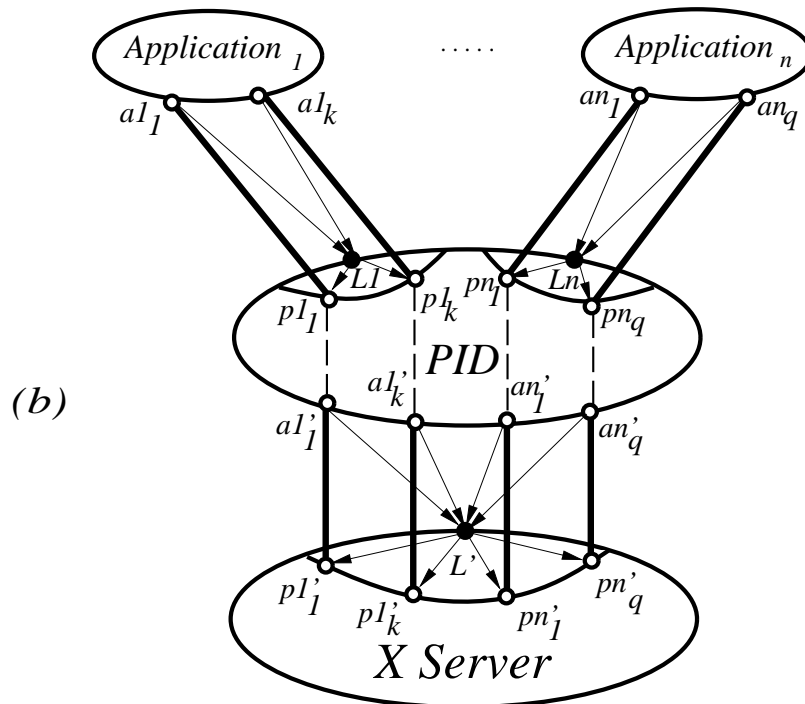 Application 1
.....
Application n
a1 1
a1 k
an 1
an q
L1
Ln
p1 1
p1 k
pn 1
pn q
PID
(b)
a1' 1
a1' k
an' 1
an' q
L'
p1' 1
p1' k
pn' 1
pn' q
X Server